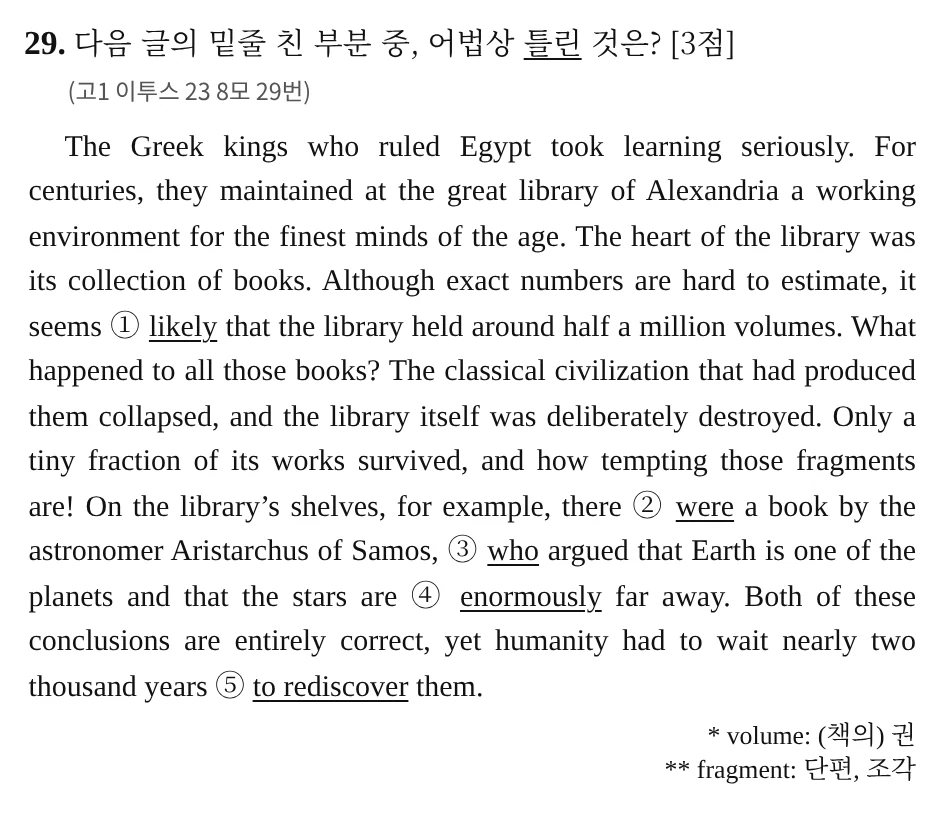 29. 다음 글의 밑줄 친 부분 중, 어법상 틀린 것은? [3점]
(고1 이투스 23 8모 29번)
The Greek kings who ruled Egypt took learning seriously. For
centuries, they maintained at the great library of Alexandria a working
environment for the finest minds of the age. The heart of the library was
its collection of books. Although exact numbers are hard to estimate, it
seems ① likely that the library held around half a million volumes. What
happened to all those books? The classical civilization that had produced
them collapsed, and the library itself was deliberately destroyed. Only a
tiny fraction of its works survived, and how tempting those fragments
are! On the library’s shelves, for example, there ② were a book by the
astronomer Aristarchus of Samos, ③ who argued that Earth is one of the
planets and that the stars are ④ enormously far away. Both of these
conclusions are entirely correct, yet humanity had to wait nearly two
thousand years ⑤ to rediscover them.
* volume: (책의) 권
** fragment: 단편, 조각